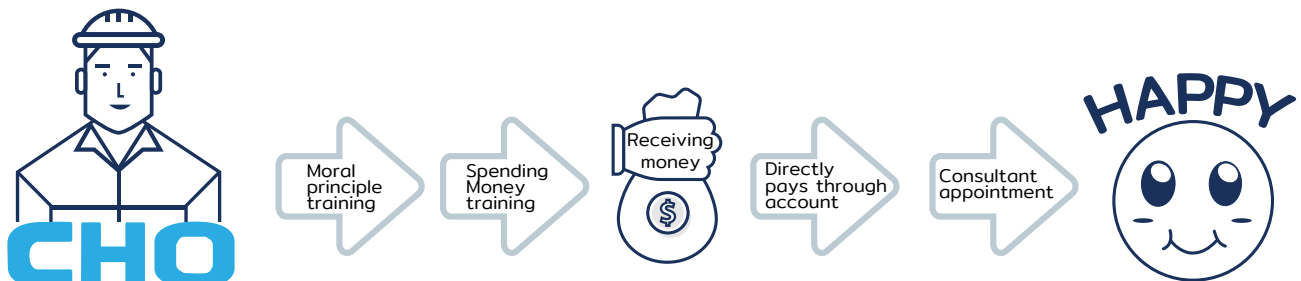 CHO
Moral
principle
training
Spending
Money
training
Receiving
money
$
Directly
pays through
account
Consultant
appointment
HAPPY